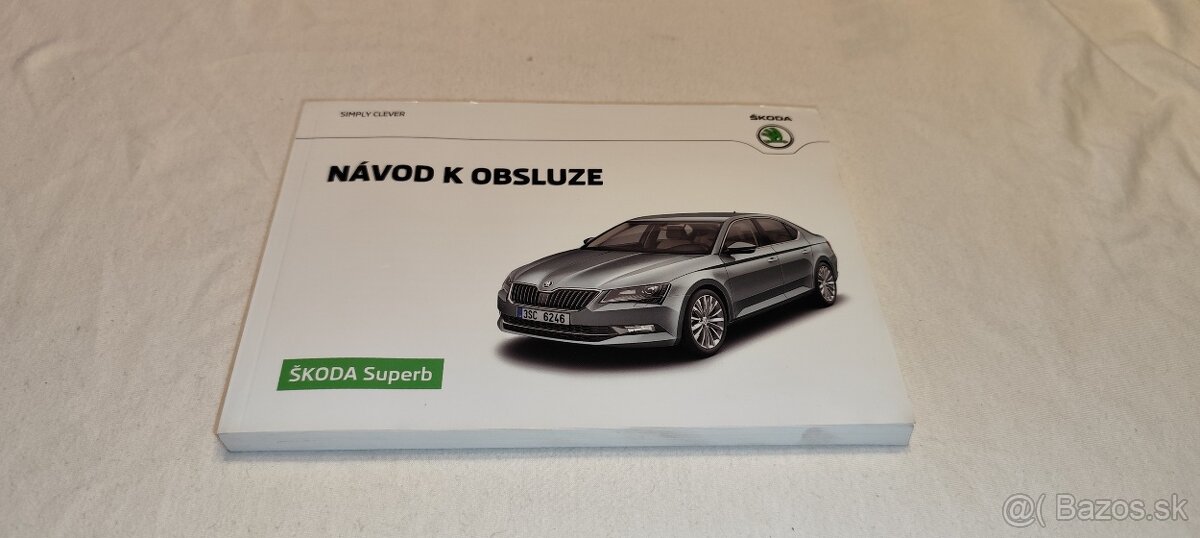 SIMPLY CLEVER
ŠKODA
NÁVOD K OBSLUZE
3SC 6246
ŠKODA Superb
@( Bazos.sk